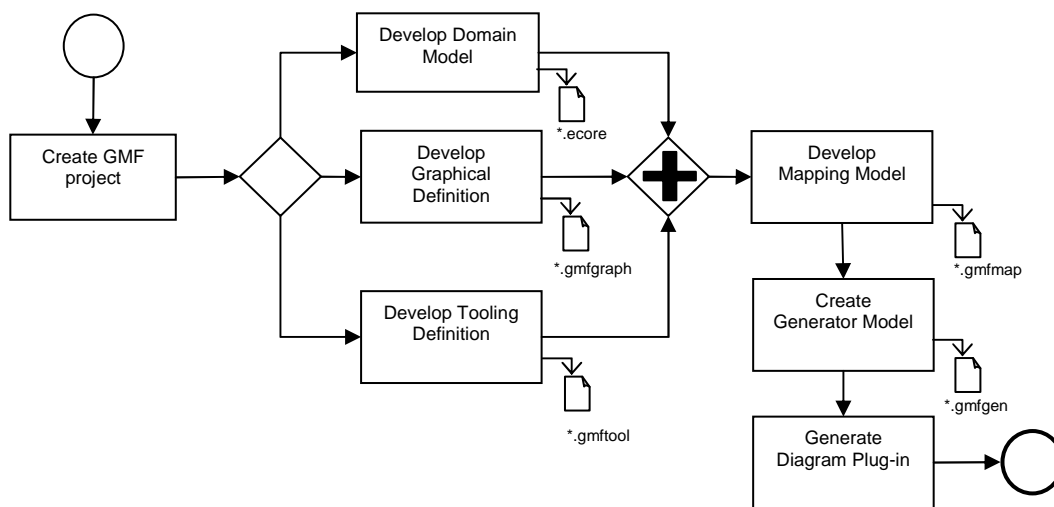 Create GMF
project
Develop Domain
Model
*.ecore
Develop
Graphical
Definition
*.gmfgraph
Develop Tooling
Definition
*.gmftool
Develop
Mapping Model
*.gmfmap
Create
Generator Model
*.gmfgen
Generate
Diagram Plug-in